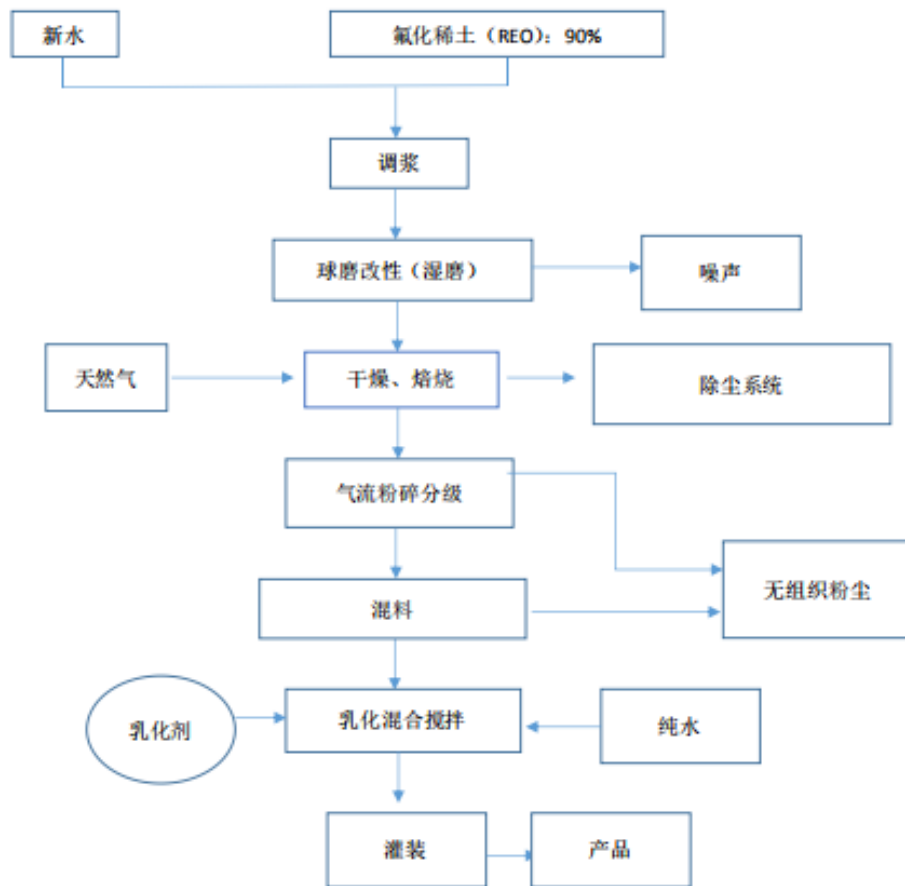 新水
氟化稀土（REO）：90%
调浆
球磨改性（湿磨）
噪声
天然气
干燥、焙烧
除尘系统
气流粉碎分级
无组织粉尘
混料
乳化剂
乳化混合搅拌
纯水
灌装
产品